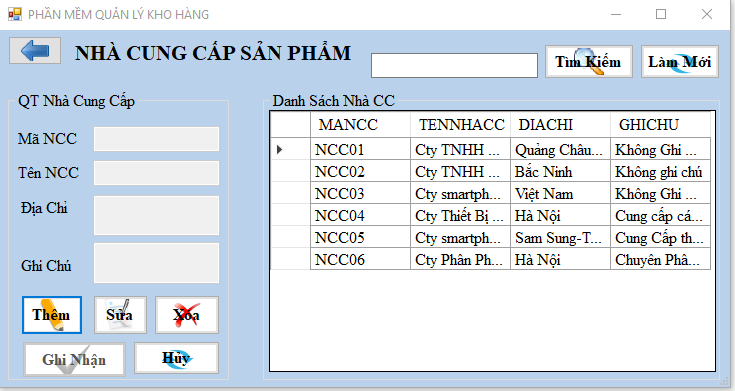 PHẦN MỀM QUẢN LÝ KHO HÀNG
NHÀ CUNG CẤP SẢN PHẨM
Tìm Kiếm
Làm Mới
QT Nhà Cung Cấp
Mã NCC
Tên NCC
Địa Chỉ
Ghi Chú
Thêm
Sửa
Xóa
Ghi Nhận
Hủy
Danh Sách Nhà CC
MANCC TENNHACC DIACHI GHICHU
NCC01 Cty TNHH ... Quảng Châu... Không Ghi ...
NCC02 Cty TNHH ... Bắc Ninh Không ghi chú
NCC03 Cty smartph... Việt Nam Không Ghi ...
NCC04 Cty Thiết Bị ... Hà Nội Cung cấp cá...
NCC05 Cty smartph... Sam Sung-T... Cung Cấp th...
NCC06 Cty Phân Ph... Hà Nội Chuyên Phâ...